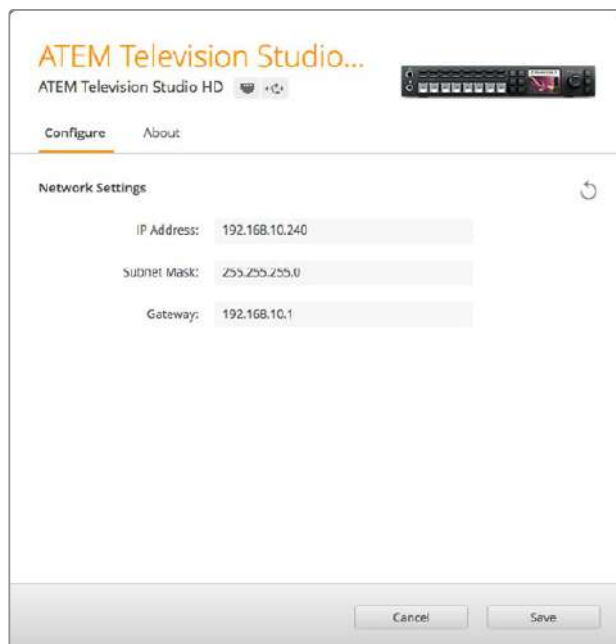 ATEM Television Studio...
ATEM Television Studio HD
Configure About
Network Settings
IP Address: 192.168.10.240
Subnet Mask: 255.255.255.0
Gateway: 192.168.10.1
Cancel Save